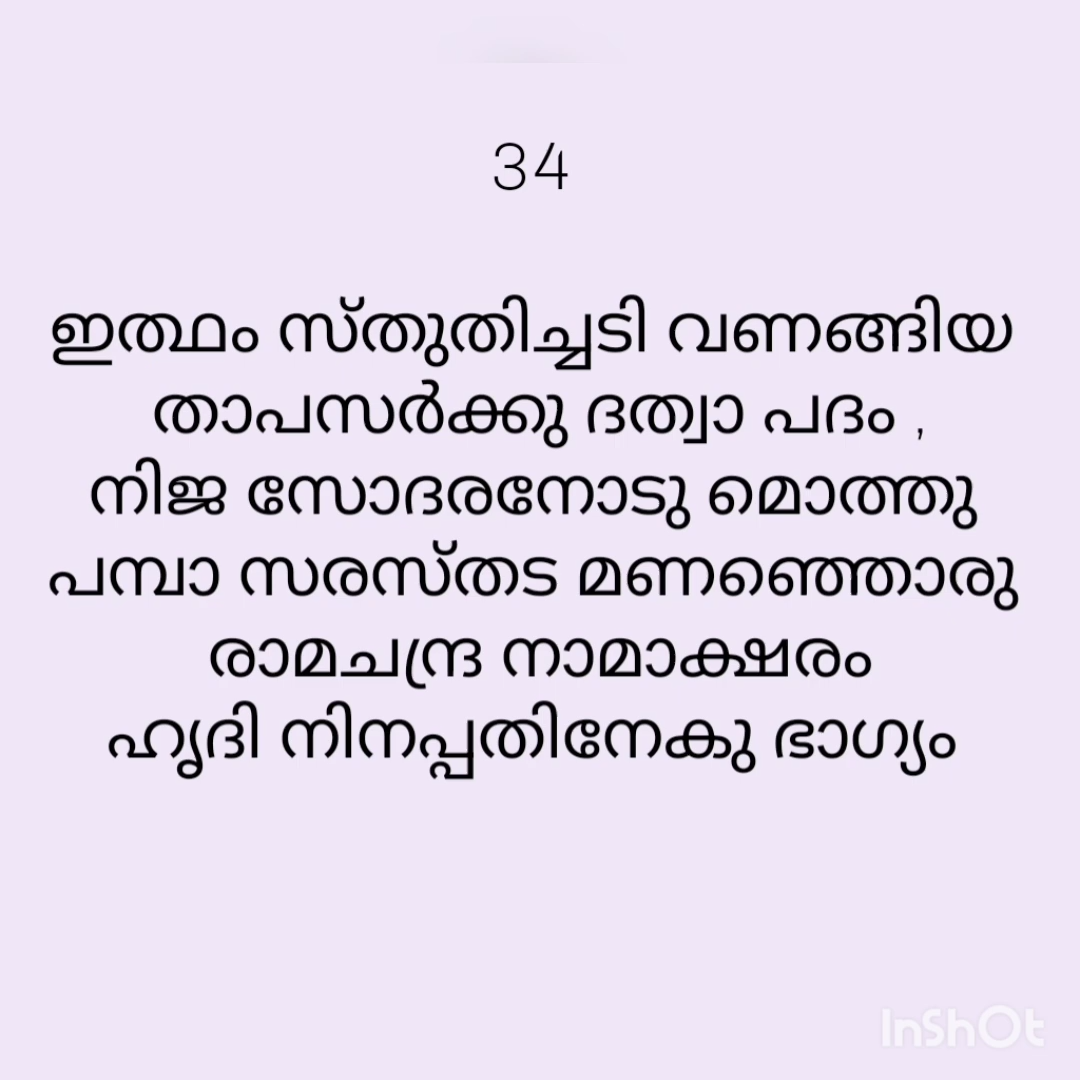 34
ഇത്ഥം സ്തുതിച്ചടി വണങ്ങിയ
താപസർക്കു ദത്വാ പദം ,
നിജ സോദരനോടു മൊത്തു
പമ്പാ സരസ്തട മണഞ്ഞൊരു
രാമചന്ദ്ര നാമാക്ഷരം
ഹൃദി നിനപ്പതിനേകു ഭാഗ്യം
InShOt